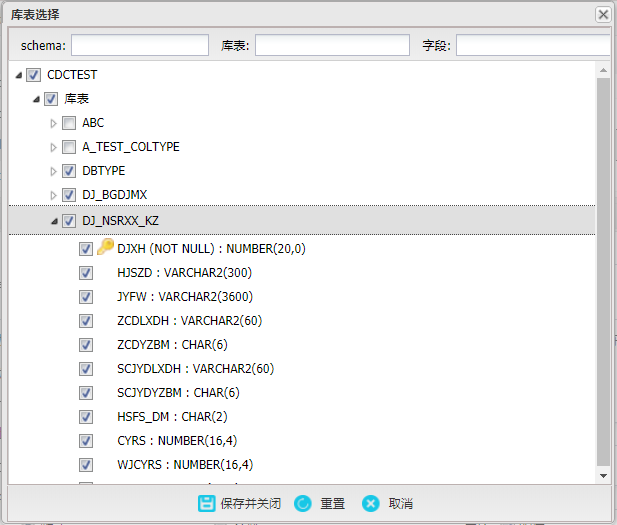 库表选择
schema: 库表: 字段:
CDCTEST
库表
ABC
A_TEST_COLTYPE
DBTYPE
DJ_BGDJMX
DJ_NSRXX_KZ
DJXH (NOT NULL) : NUMBER(20,0)
HJSZD : VARCHAR2(300)
JYFW : VARCHAR2(3600)
ZCDLXDH : VARCHAR2(60)
ZCDYZBM : CHAR(6)
SCJYDLXDH : VARCHAR2(60)
SCJYDYZBM : CHAR(6)
HSFS_DM : CHAR(2)
CYRS : NUMBER(16,4)
WJCYRS : NUMBER(16,4)
保存并关闭 重置 取消